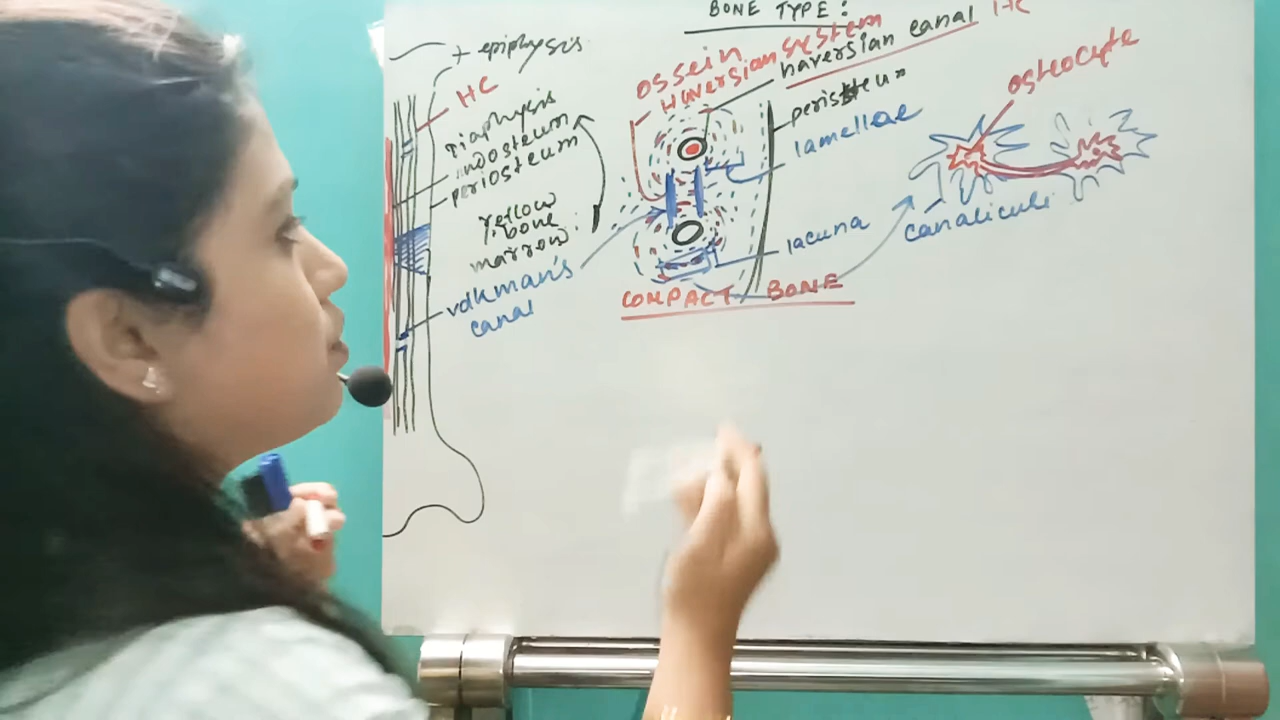 BONE TYPE:
+ epiphysis
HC
Diaphysis
endosteum
periosteum
Yellow
bone
marrow:
volkman's
canal
ossein
Haversian system
haversian canal HC
periosteum
lamellae
lacuna
COMPACT BONE
osteocyte
canaliculi